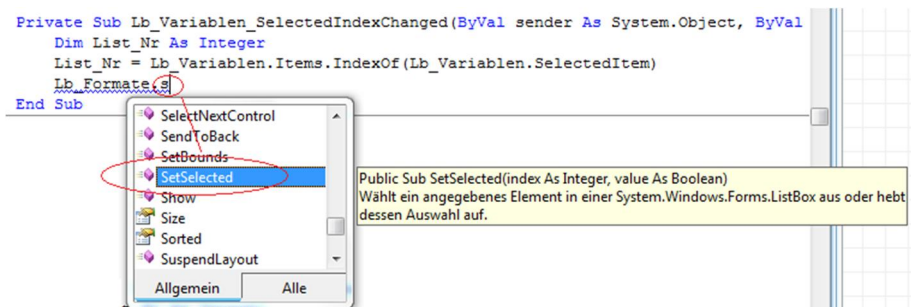 Private Sub Lb_Variablen_SelectedIndexChanged(ByVal sender As System.Object, ByVal
Dim List_Nr As Integer
List_Nr = Lb_Variablen.Items.IndexOf(Lb_Variablen.SelectedItem)
Lb_Formate.s
End Sub
SelectNextControl
SendToBack
SetBounds
SetSelected
Show
Size
Sorted
SuspendLayout
Allgemein Alle
Public Sub SetSelected(index As Integer, value As Boolean)
Wählt ein angegebenes Element in einer System.Windows.Forms.ListBox aus oder hebt
dessen Auswahl auf.